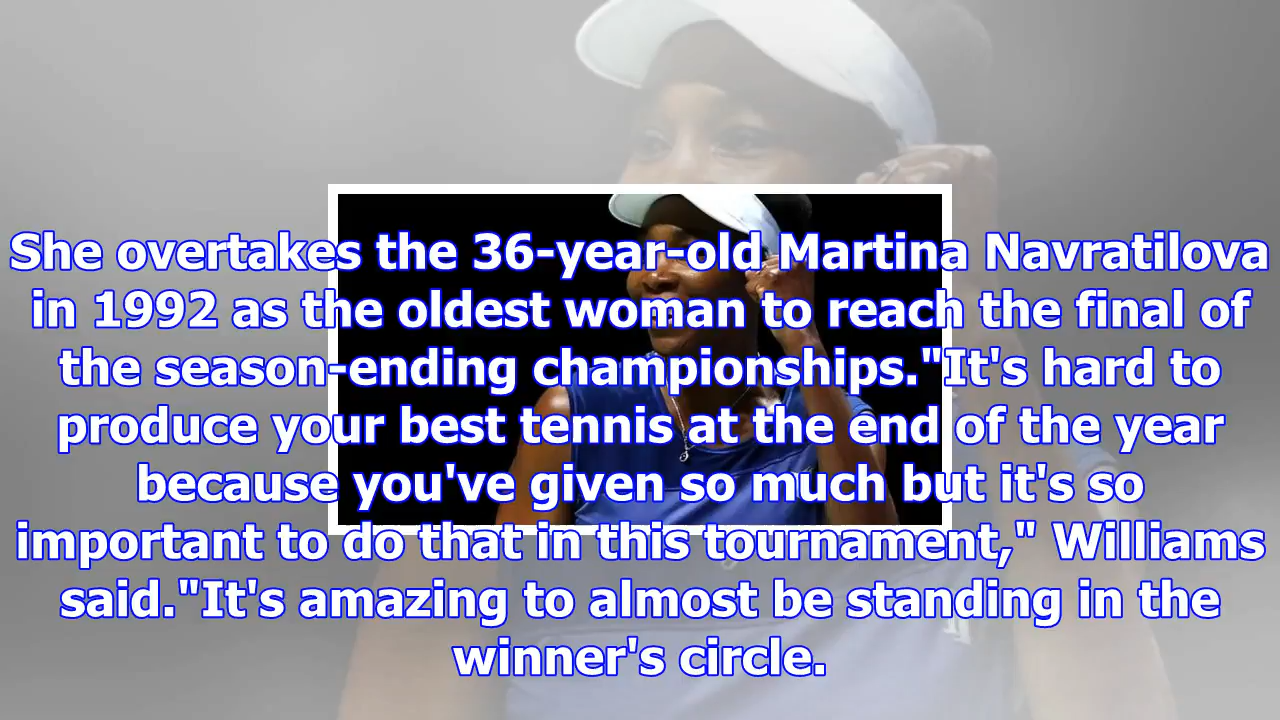 She overtakes the 36-year-old Martina Navratilova
in 1992 as the oldest woman to reach the final of
the season-ending championships."It's hard to
produce your best tennis at the end of the year
because you've given so much but it's so
important to do that in this tournament," Williams
said."It's amazing to almost be standing in the
winner's circle.